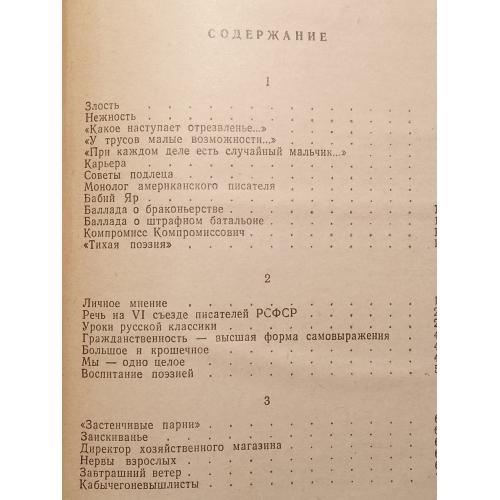 СОДЕРЖАНИЕ
1
Злость
Нежность
«Какое наступает отрезвленье...»
«У трусов малые возможности...»
«При каждом деле есть случайный мальчик...»
Карьера
Советы подлеца
Монолог американского писателя
Бабий Яр
Баллада о браконьерстве
Баллада о штрафном батальоне
Компромисс Компромиссович
«Тихая поэзия»
2
Личное мнение
Речь на VI съезде писателей РСФСР
Уроки русской классики
Гражданственность — высшая форма самовыражения
Большое и крошечное
Мы — одно целое
Воспитание поэзией
3
«Застенчивые парни»
Заискиванье
Директор хозяйственного магазина
Нервы взрослых
Завтрашний ветер
Кабычегоневышлисты